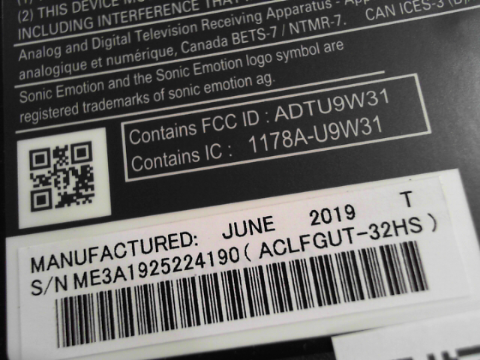 (2) THIS DEVICE M
INCLUDING INTERFERENCE THAT M
Analog and Digital Television Receiving Apparatus - App
analogique et numérique, Canada BETS-7 / NTMR-7. CAN ICES-3 (
Sonic Emotion and the Sonic Emotion logo symbol are
registered trademarks of sonic emotion ag.
Contains FCC ID : ADTU9W31
Contains IC : 1178A-U9W31
MANUFACTURED: JUNE 2019 T
S/N ME3A1925224190 ( ACLFGUT-32HS )